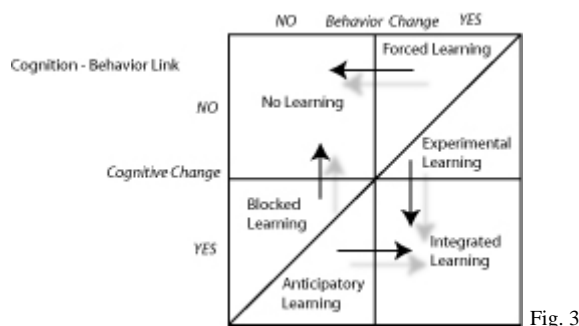 NO Behavior Change YES
Cognition - Behavior Link
Forced Learning
NO
No Learning
Experimental
Learning
Cognitive Change
Blocked
Learning
YES
Integrated
Learning
Anticipatory
Learning
Fig. 3